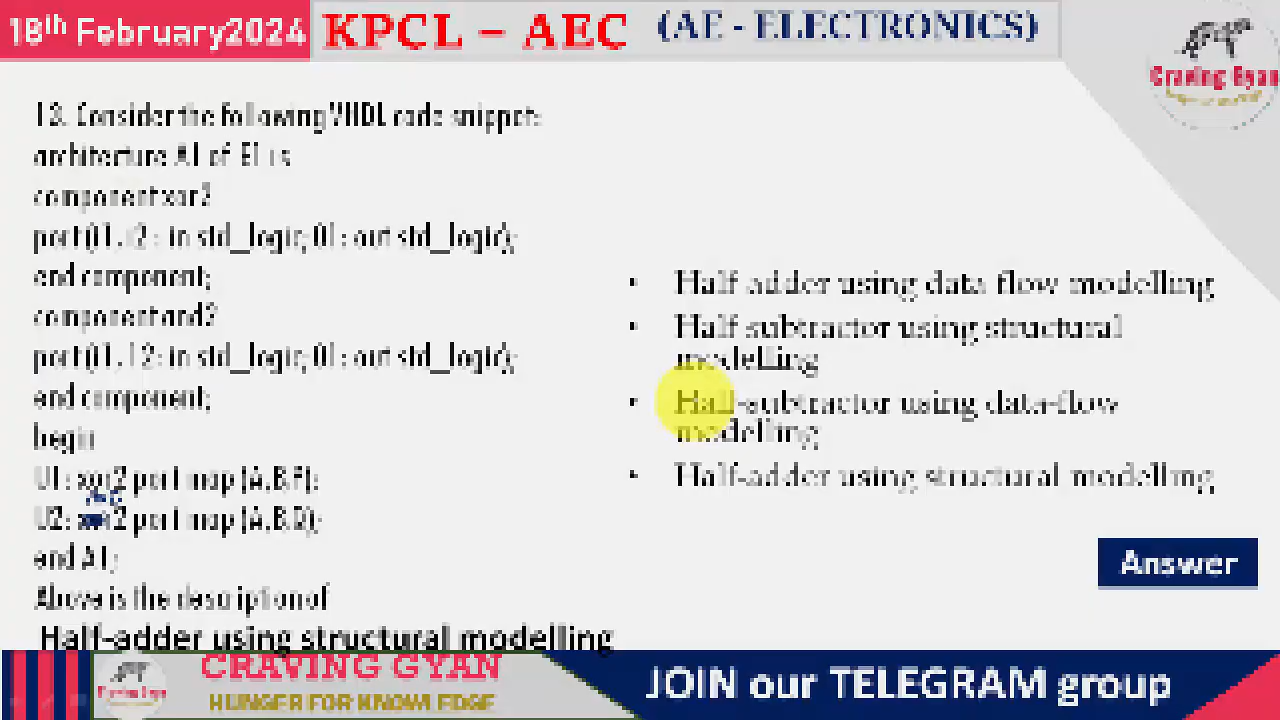 18th February2024
KPCL – AEC (AE - ELECTRONICS)
Craving Gyan
13. Consider the following VHDL code snippet:
architecture A1 of E1 is
component xor2
port(i1, i2 : in std_logic; O1 : out std_logic);
end component;
component and2
port(i1, I2: in std_logic; O1 : out std_logic);
end component;
begin
U1 : xor2 port map (A,B,P);
U2: 2 port map (A,B,Q);
end A1;
Above is the description of
Half-adder using structural modelling
• Half adder using data flow modelling
• Half subtractor using structural
modelling
• Half-subtractor using data-flow
modelling
• Half-adder using structural modelling
Answer
Craving Gyan
CRAVING GYAN
HUNGER FOR KNOWLEDGE
JOIN our TELEGRAM group